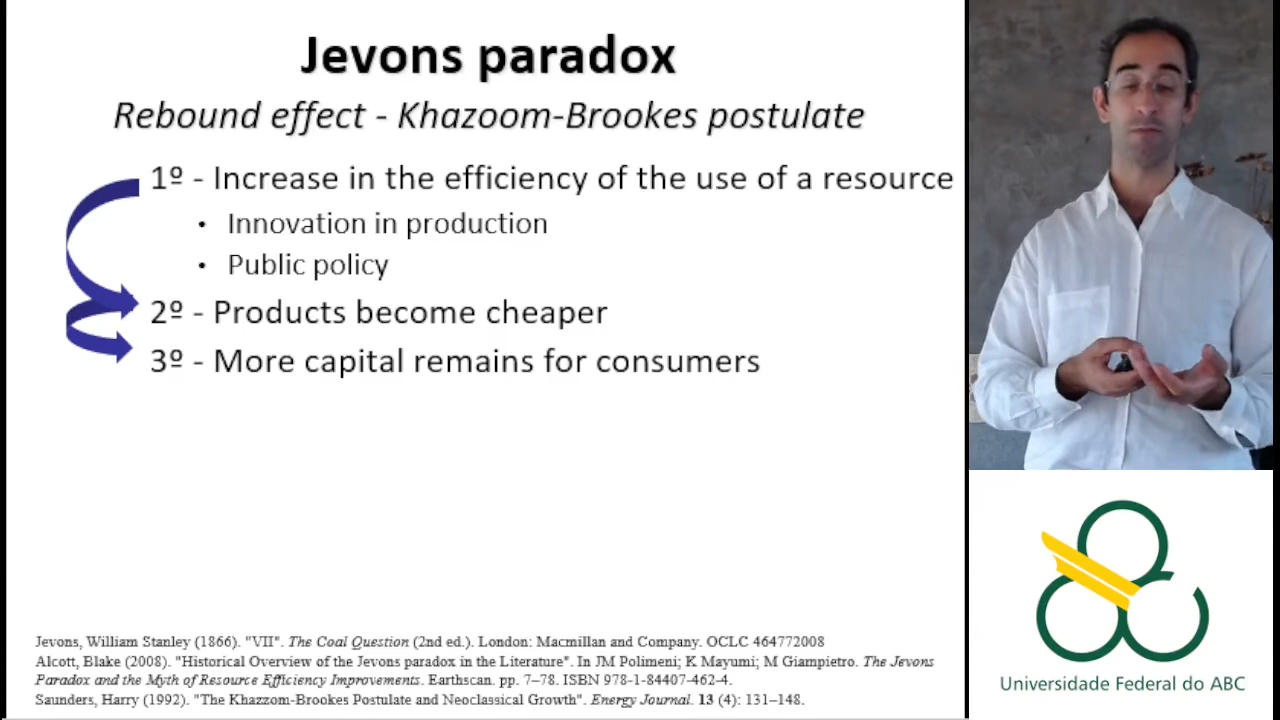 Jevons paradox
Rebound effect - Khazoom-Brookes postulate
1º - Increase in the efficiency of the use of a resource
• Innovation in production
• Public policy
2º - Products become cheaper
3º - More capital remains for consumers
Jevons, William Stanley (1866). "VII". The Coal Question (2nd ed.). London: Macmillan and Company. OCLC 464772008
Alcott, Blake (2008). "Historical Overview of the Jevons paradox in the Literature". In JM Polimeni; K Mayumi; M Giampietro. The Jevons
Paradox and the Myth of Resource Efficiency Improvements. Earthscan. pp. 7–78. ISBN 978-1-84407-462-4.
Saunders, Harry (1992). "The Khazzom-Brookes Postulate and Neoclassical Growth". Energy Journal. 13 (4): 131–148.
Universidade Federal do ABC